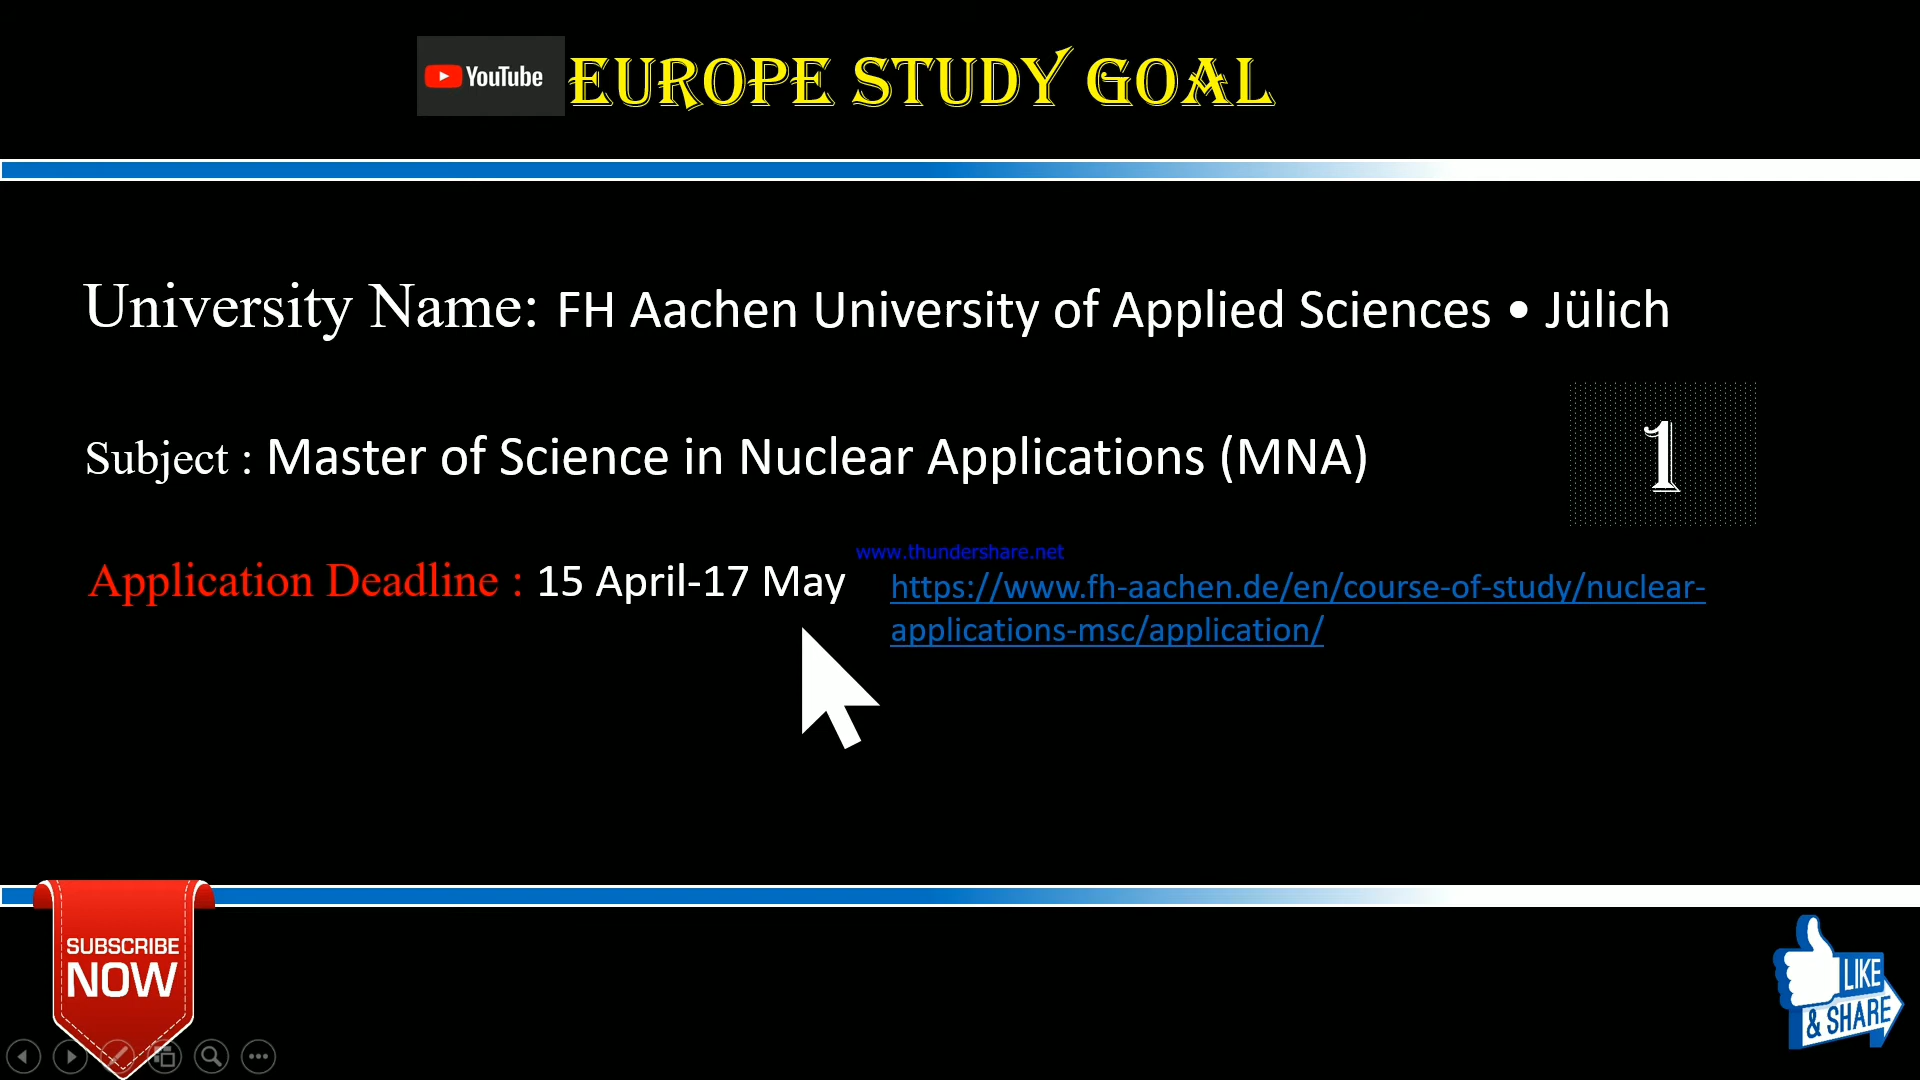 YouTube EUROPE STUDY GOAL
University Name: FH Aachen University of Applied Sciences • Jülich
Subject : Master of Science in Nuclear Applications (MNA)
1
www.thundershare.net
Application Deadline : 15 April-17 May
https://www.fh-aachen.de/en/course-of-study/nuclear-
applications-msc/application/
SUBSCRIBE
NOW
LIKE
& SHARE